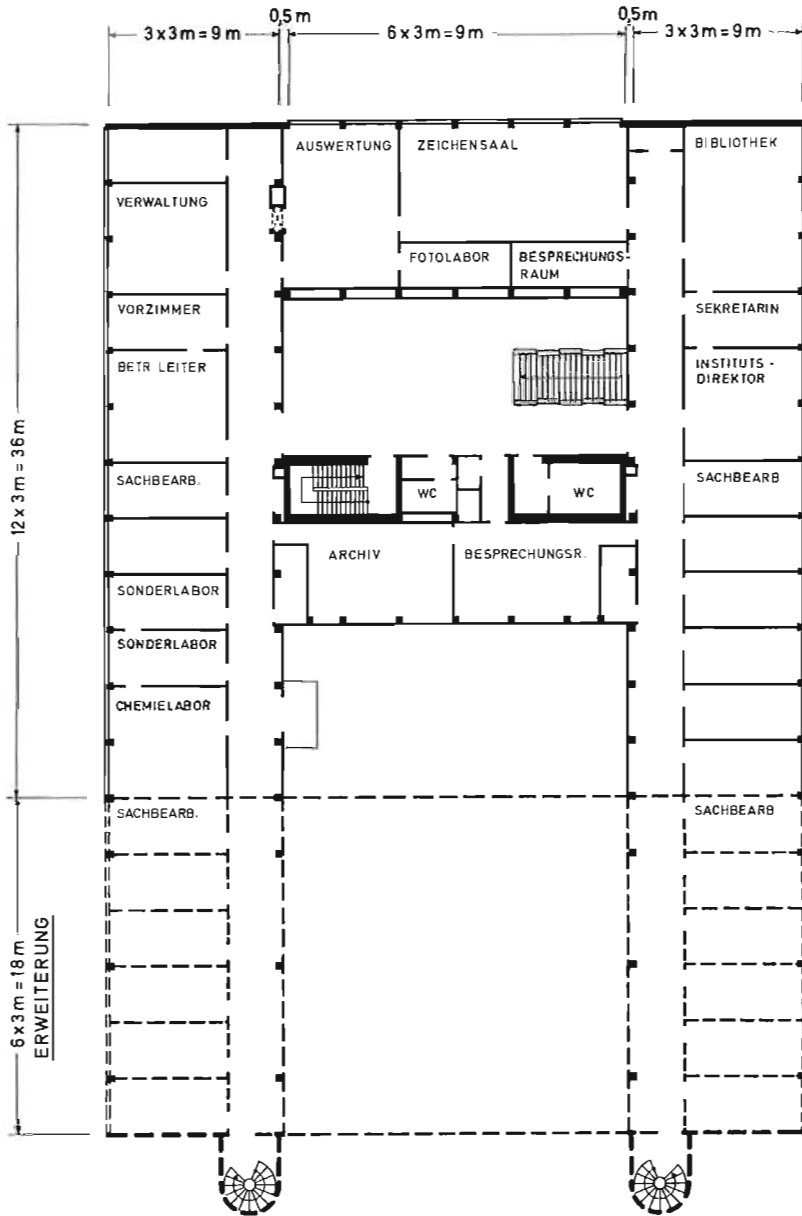 0,5m
0,5m
3x3m=9m
6x3m=9m
3x3m=9m
AUSWERTUNG
ZEICHENSAAL
BIBLIOTHEK
VERWALTUNG
FOTOLABOR
BESPRECHUNGS-
RAUM
VORZIMMER
SEKRETARIN
BETR LEITER
INSTITUTS-
DIREKTOR
12x3m=36m
SACHBEARB.
WC
WC
SACHBEARB
ARCHIV
BESPRECHUNGSR.
SONDERLABOR
SONDERLABOR
CHEMIELABOR
SACHBEARB.
SACHBEARB
6x3m=18m
ERWEITERUNG